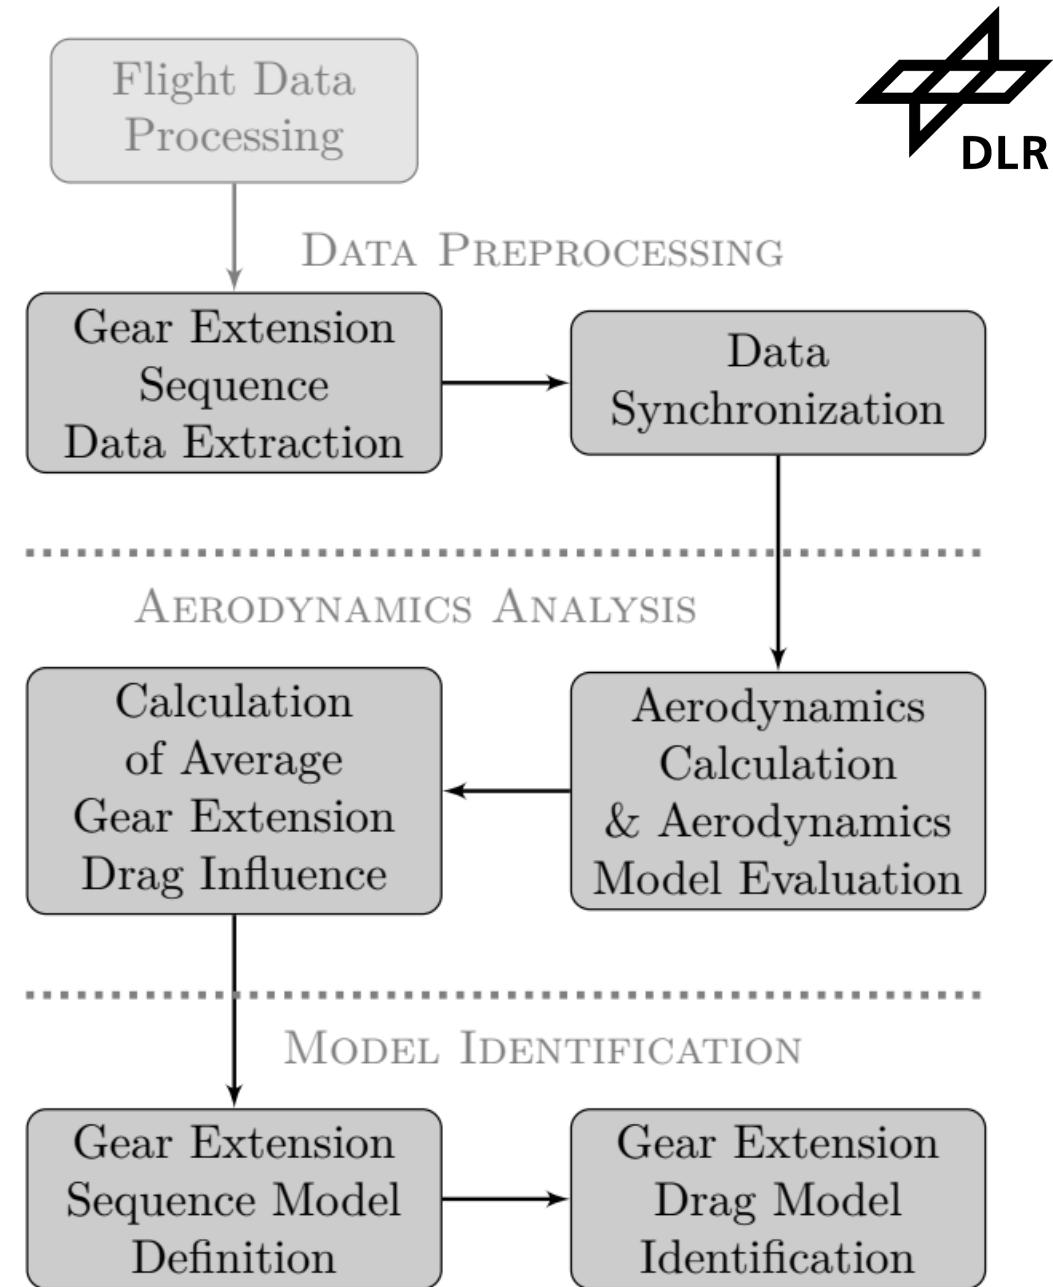 Flight Data
Processing
DLR
DATA PREPROCESSING
Gear Extension
Sequence
Data Extraction
Data
Synchronization
AERODYNAMICS ANALYSIS
Calculation
of Average
Gear Extension
Drag Influence
Aerodynamics
Calculation
& Aerodynamics
Model Evaluation
MODEL IDENTIFICATION
Gear Extension
Sequence Model
Definition
Gear Extension
Drag Model
Identification